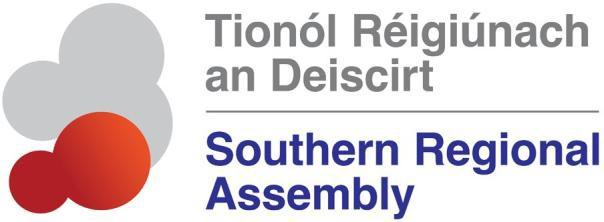 Tionól Réigiúnach
an Deiscirt
Southern Regional
Assembly